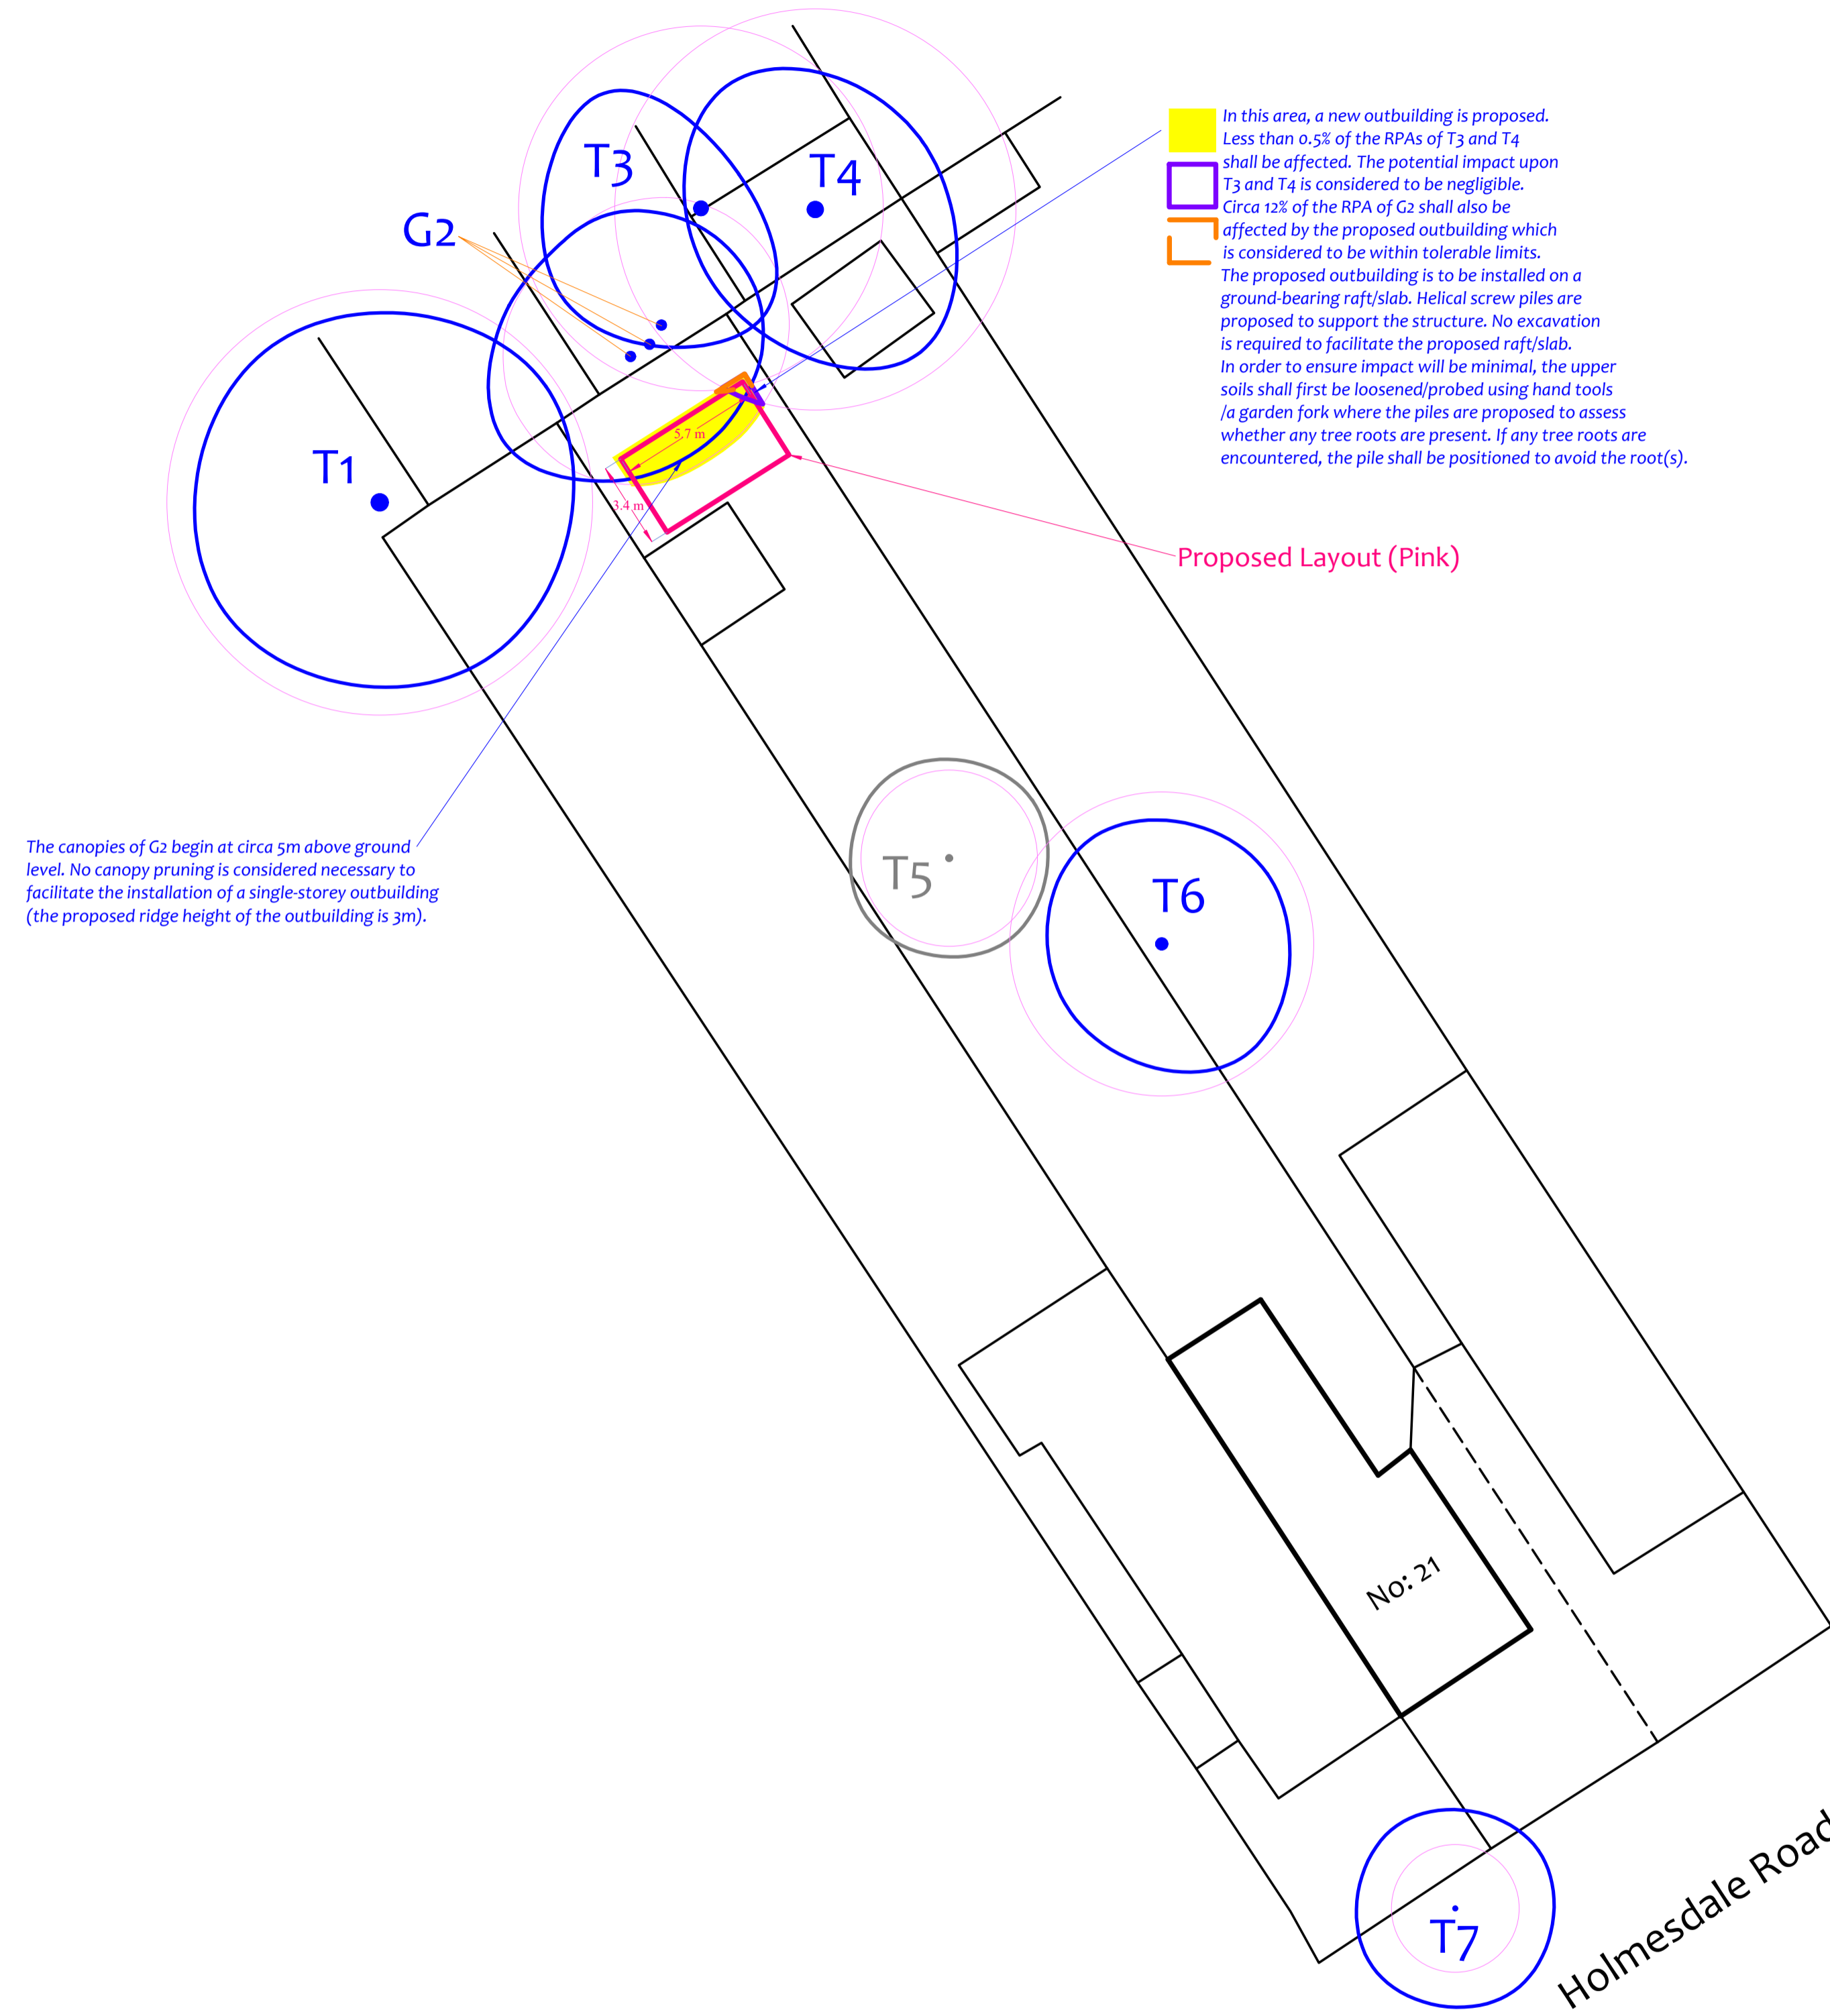 T3
T4
G2
T1
In this area, a new outbuilding is proposed.
Less than 0.5% of the RPAs of T3 and T4
shall be affected. The potential impact upon
T3 and T4 is considered to be negligible.
Circa 12% of the RPA of G2 shall also be
affected by the proposed outbuilding which
is considered to be within tolerable limits.
The proposed outbuilding is to be installed on a
ground-bearing raft/slab. Helical screw piles are
proposed to support the structure. No excavation
is required to facilitate the proposed raft/slab.
In order to ensure impact will be minimal, the upper
soils shall first be loosened/probed using hand tools
/a garden fork where the piles are proposed to assess
whether any tree roots are present. If any tree roots are
encountered, the pile shall be positioned to avoid the root(s).
5.7 m
3.4 m
Proposed Layout (Pink)
The canopies of G2 begin at circa 5m above ground
level. No canopy pruning is considered necessary to
facilitate the installation of a single-storey outbuilding
(the proposed ridge height of the outbuilding is 3m).
T5
T6
No: 21
T7
Holmesdale Road